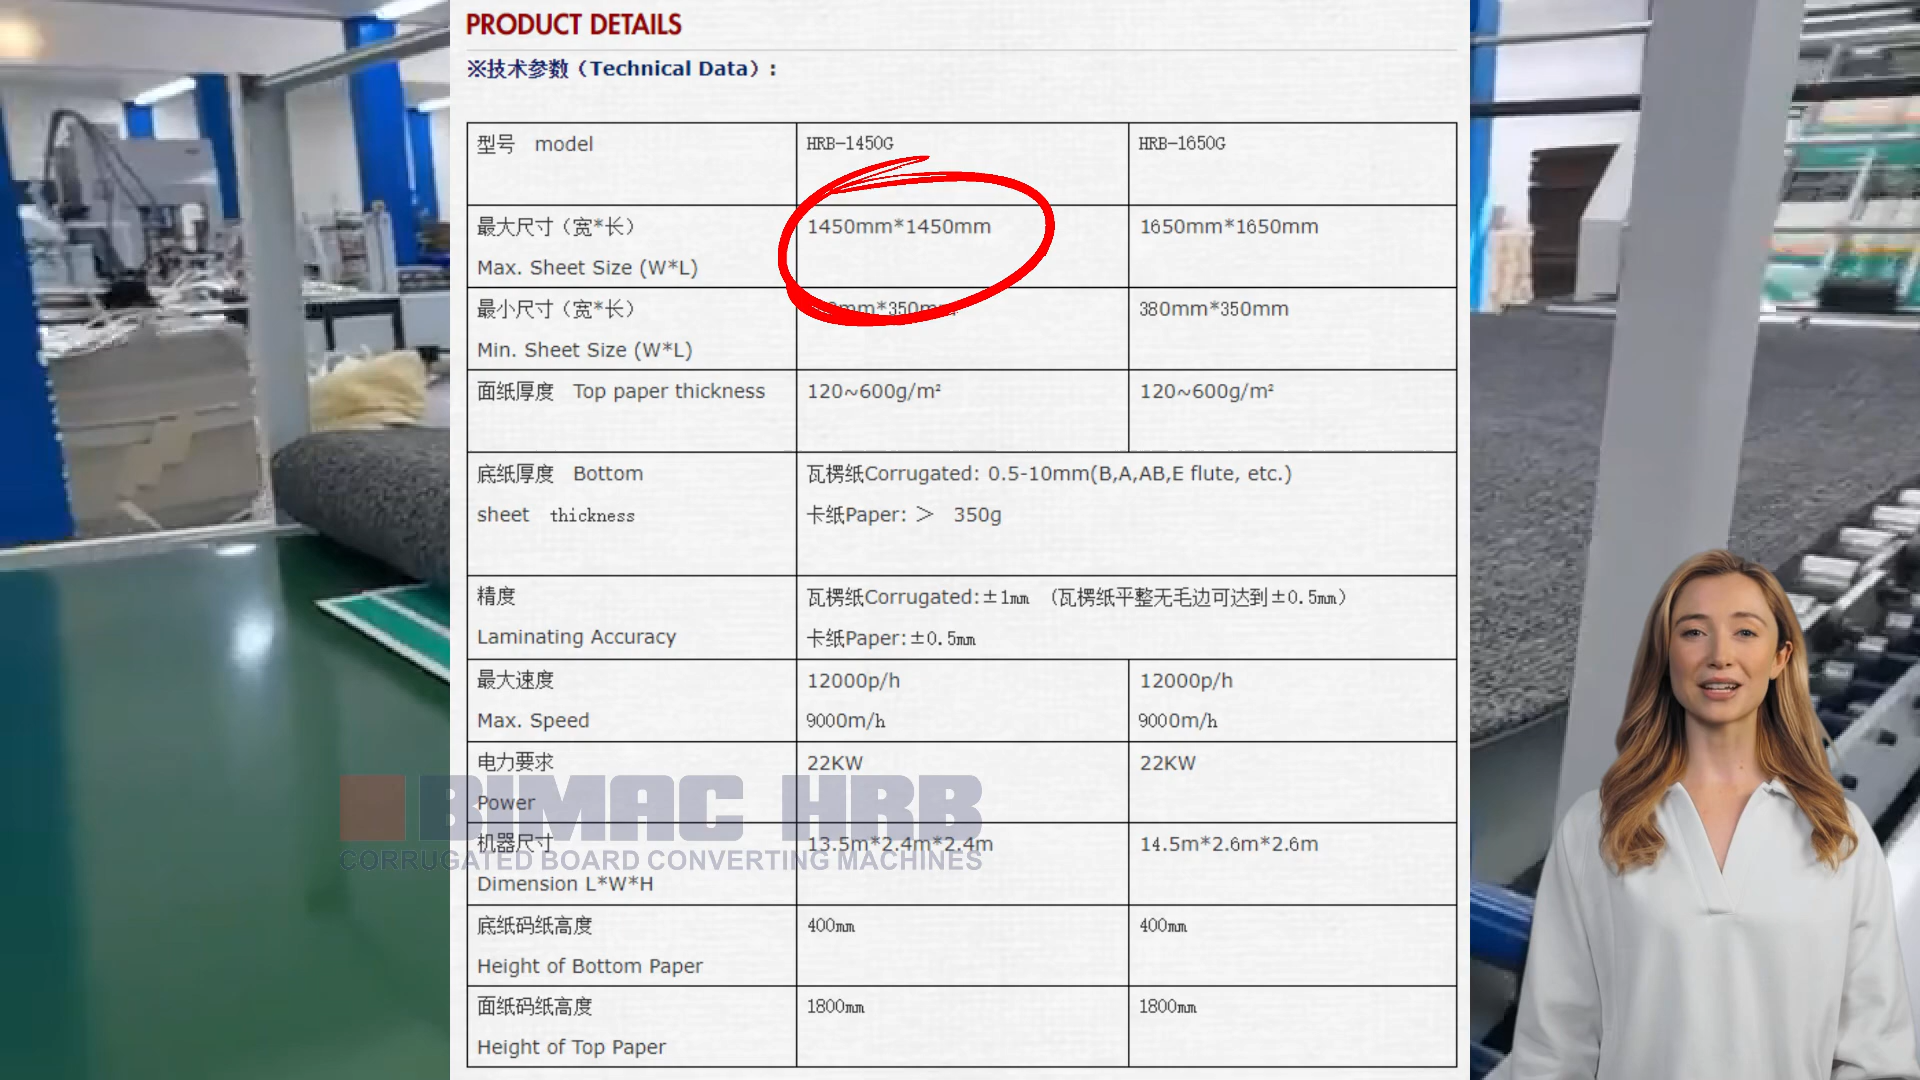 PRODUCT DETAILS
※技术参数（Technical Data）:
型号 model HRB-1450G HRB-1650G
最大尺寸（宽*长） 1450mm*1450mm 1650mm*1650mm
Max. Sheet Size (W*L)
最小尺寸（宽*长） mm*350mm 380mm*350mm
Min. Sheet Size (W*L)
面纸厚度 Top paper thickness 120~600g/m² 120~600g/m²
底纸厚度 Bottom 瓦楞纸Corrugated: 0.5-10mm(B,A,AB,E flute, etc.)
sheet thickness 卡纸Paper: ＞ 350g
精度 瓦楞纸Corrugated:±1mm （瓦楞纸平整无毛边可达到±0.5mm）
Laminating Accuracy 卡纸Paper:±0.5mm
最大速度 12000p/h 12000p/h
Max. Speed 9000m/h 9000m/h
电力要求 22KW 22KW
Power
BIMAC HRB
机器尺寸 13.5m*2.4m*2.4m 14.5m*2.6m*2.6m
CORRUGATED BOARD CONVERTING MACHINES
Dimension L*W*H
底纸码纸高度 400mm 400mm
Height of Bottom Paper
面纸码纸高度 1800mm 1800mm
Height of Top Paper